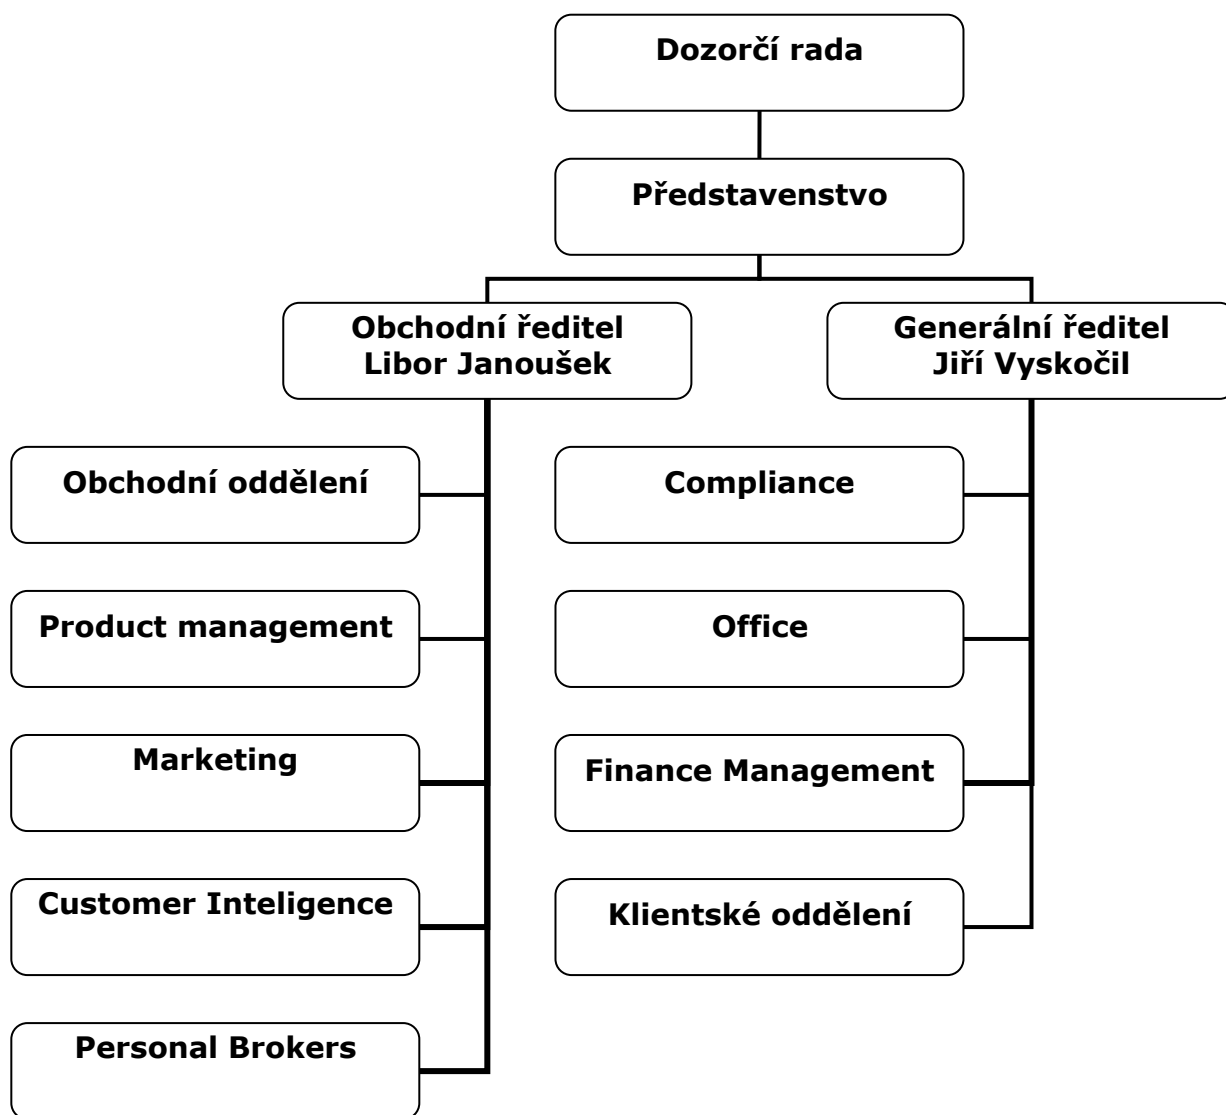 Dozorčí rada
Představenstvo
Obchodní ředitel
Libor Janoušek
Generální ředitel
Jiří Vyskočil
Obchodní oddělení
Compliance
Product management
Office
Marketing
Finance Management
Customer Inteligence
Klientské oddělení
Personal Brokers